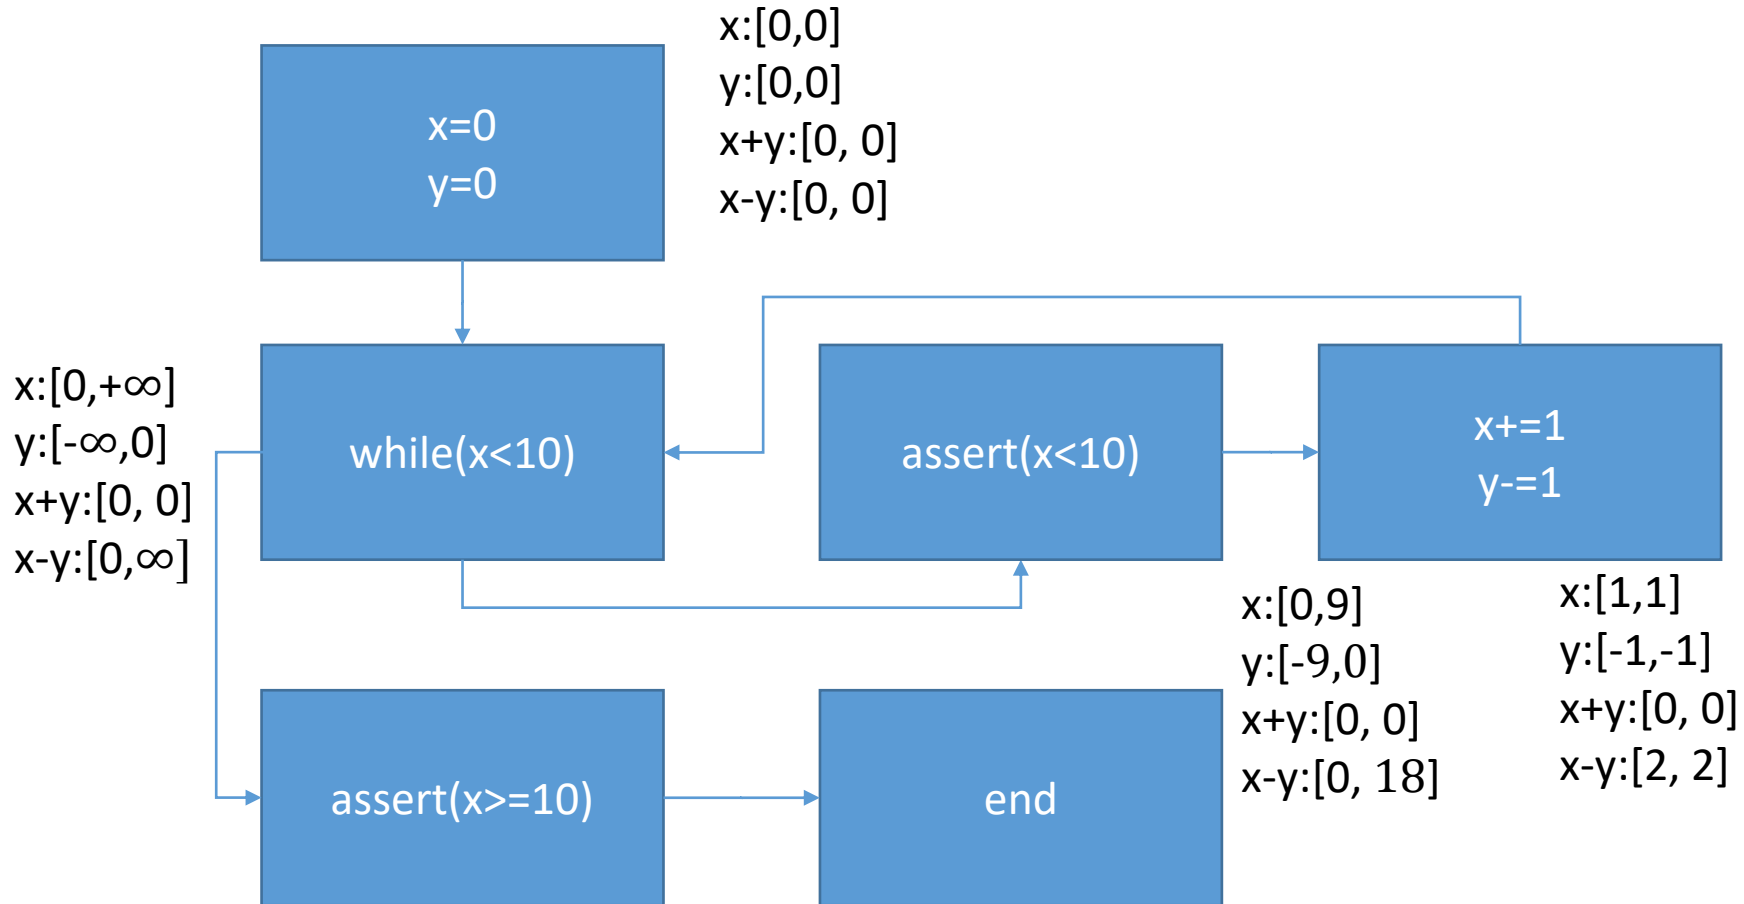 x:[0,0]
y:[0,0]
x+y:[0, 0]
x-y:[0, 0]
x=0
y=0
x:[0,+∞]
y:[-∞,0]
x+y:[0, 0]
x-y:[0,∞]
while(x<10)
assert(x<10)
x+=1
y-=1
x:[0,9]
y:[-9,0]
x+y:[0, 0]
x-y:[0, 18]
x:[1,1]
y:[-1,-1]
x+y:[0, 0]
x-y:[2, 2]
assert(x>=10)
end